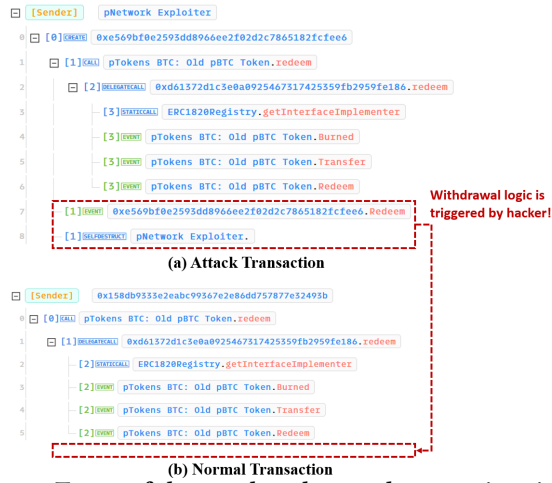 [Sender] pNetwork Exploiter
0 [0] CREATE 0xe569bf0e2593dd8966ee2f02d2c7865182fcfee6
1 [1] CALL pTokens BTC: Old pBTC Token.redeem
2 [2] DELEGATECALL 0xd61372d1c3e0a0925467317425359fb2959fe186.redeem
3 [3] STATICCALL ERC1820Registry.getInterfaceImplementer
4 [3] EVENT pTokens BTC: Old pBTC Token.Burned
5 [3] EVENT pTokens BTC: Old pBTC Token.Transfer
6 [3] EVENT pTokens BTC: Old pBTC Token.Redeem
7 [1] EVENT 0xe569bf0e2593dd8966ee2f02d2c7865182fcfee6.Redeem
8 [1] SELFDESTRUCT pNetwork Exploiter.
Withdrawal logic is
triggered by hacker!
(a) Attack Transaction
[Sender] 0x158db9333e2eabc99367e2e86dd757877e32493b
0 [0] CALL pTokens BTC: Old pBTC Token.redeem
1 [1] DELEGATECALL 0xd61372d1c3e0a0925467317425359fb2959fe186.redeem
2 [2] STATICCALL ERC1820Registry.getInterfaceImplementer
3 [2] EVENT pTokens BTC: Old pBTC Token.Burned
4 [2] EVENT pTokens BTC: Old pBTC Token.Transfer
5 [2] EVENT pTokens BTC: Old pBTC Token.Redeem
(b) Normal Transaction